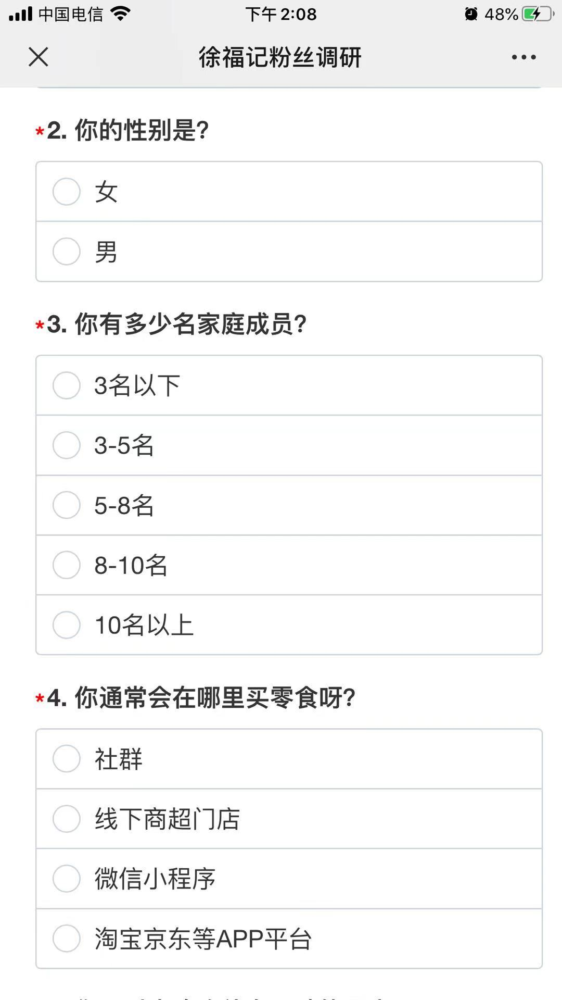 中国电信
下午 2:08
48%
徐福记粉丝调研
*2. 你的性别是?
女
男
*3. 你有多少名家庭成员?
3名以下
3-5名
5-8名
8-10名
10名以上
*4. 你通常会在哪里买零食呀?
社群
线下商超门店
微信小程序
淘宝京东等APP平台